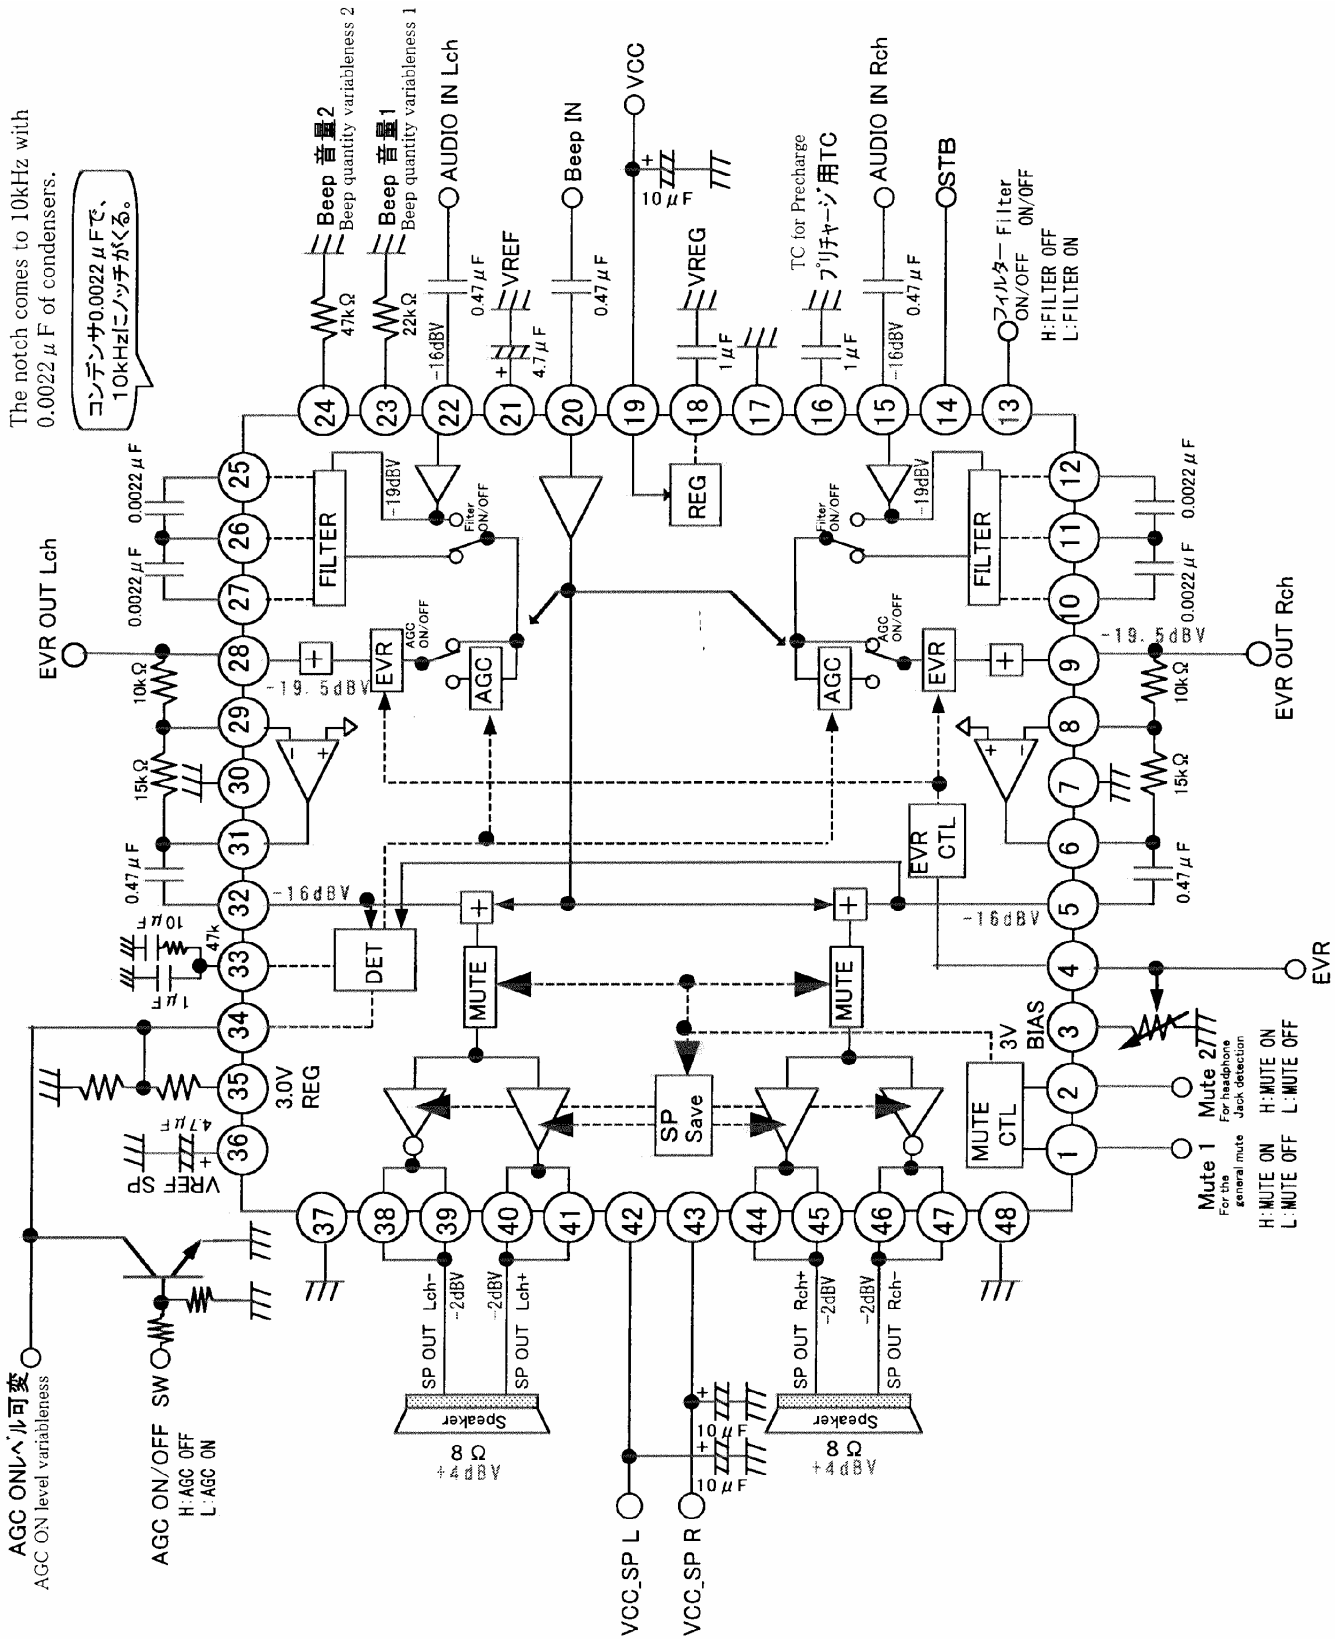 The notch comes to 10kHz with
0.0022 μF of condensers.
コンデンサ0.0022μFで、
10kHzにノッチがくる。
Beep 音量2
Beep quantity variableness 2
Beep 音量1
Beep quantity variableness 1
47kΩ
22kΩ
AUDIO IN Lch
0.47μF
-16dBV
VREF
4.7μF
+
Beep IN
0.47μF
VCC
+
10μF
VREG
1μF
TC for Precharge
プリチャージ用TC
1μF
AUDIO IN Rch
0.47μF
-16dBV
STB
フィルター Filter
ON/OFF ON/OFF
H:FILTER OFF
L:FILTER ON
24
23
22
21
20
19
18
17
16
15
14
13
EVR OUT Lch
0.0022μF
0.0022μF
10kΩ
15kΩ
0.47μF
10μF
47k
1μF
25
26
27
28
29
30
31
32
33
34
35
36
3.0V
REG
4.7μF
+
VREF SP
FILTER
-19dBV
Filter
ON/OFF
AGC
ON/OFF
AGC
EVR
+
-19.5dBV
-
+
-16dBV
DET
+
MUTE
REG
FILTER
-19dBV
Filter
ON/OFF
AGC
ON/OFF
AGC
EVR
+
+
-
EVR
CTL
-16dBV
+
MUTE
SP
Save
MUTE
CTL
3V
BIAS
12
11
10
9
8
7
6
5
4
3
2
1
0.0022μF
0.0022μF
-19.5dBV
10kΩ
EVR OUT Rch
15kΩ
0.47μF
EVR
Mute 2
For headphone
Jack detection
H:MUTE ON
L:MUTE OFF
Mute 1
For the
general mute
H:MUTE ON
L:MUTE OFF
37
38
39
40
41
42
43
44
45
46
47
48
SP OUT Lch-
-2dBV
-2dBV
SP OUT Lch+
Speaker
8Ω
+4dBV
SP OUT Rch+
-2dBV
-2dBV
SP OUT Rch-
Speaker
8Ω
+4dBV
+
10μF
+
10μF
VCC_SP L
VCC_SP R
AGC ONレベル可変
AGC ON level variableness
AGC ON/OFF SW
H:AGC OFF
L:AGC ON